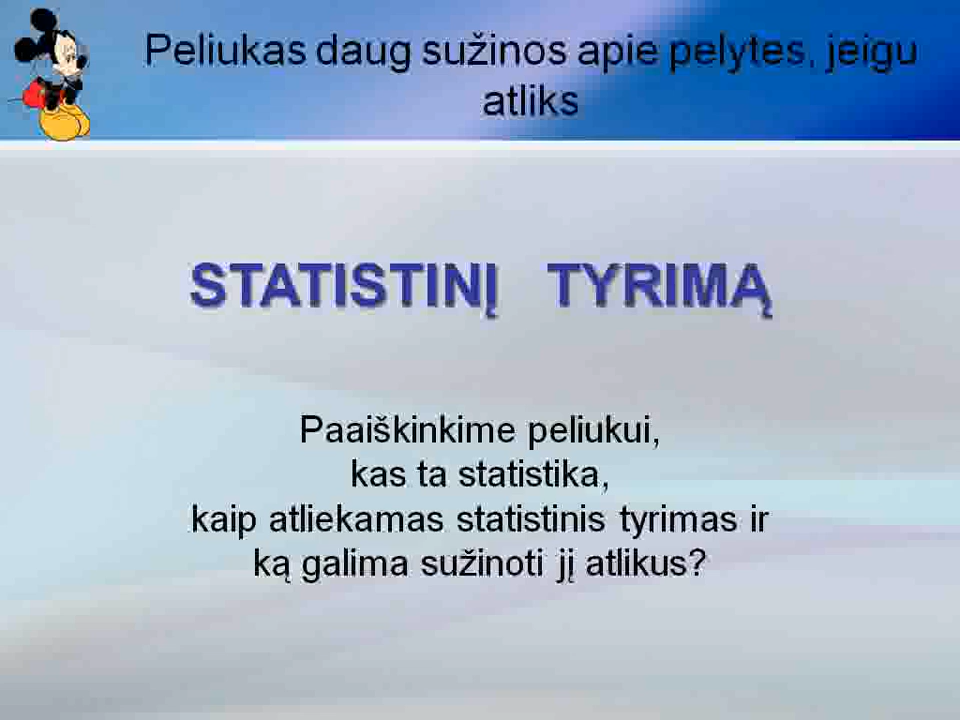 Peliukas daug sužinos apie pelytes, jeigu
atliks
STATISTINĮ TYRIMĄ
Paaiškinkime peliukui,
kas ta statistika,
kaip atliekamas statistinis tyrimas ir
ką galima sužinoti jį atlikus?